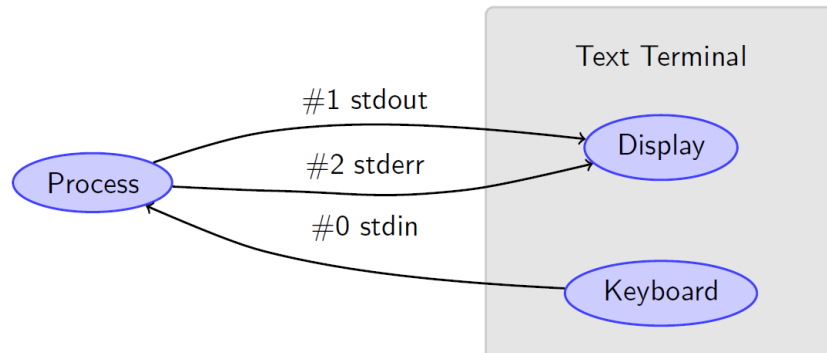 Text Terminal
#1 stdout
Display
#2 stderr
Process
#0 stdin
Keyboard